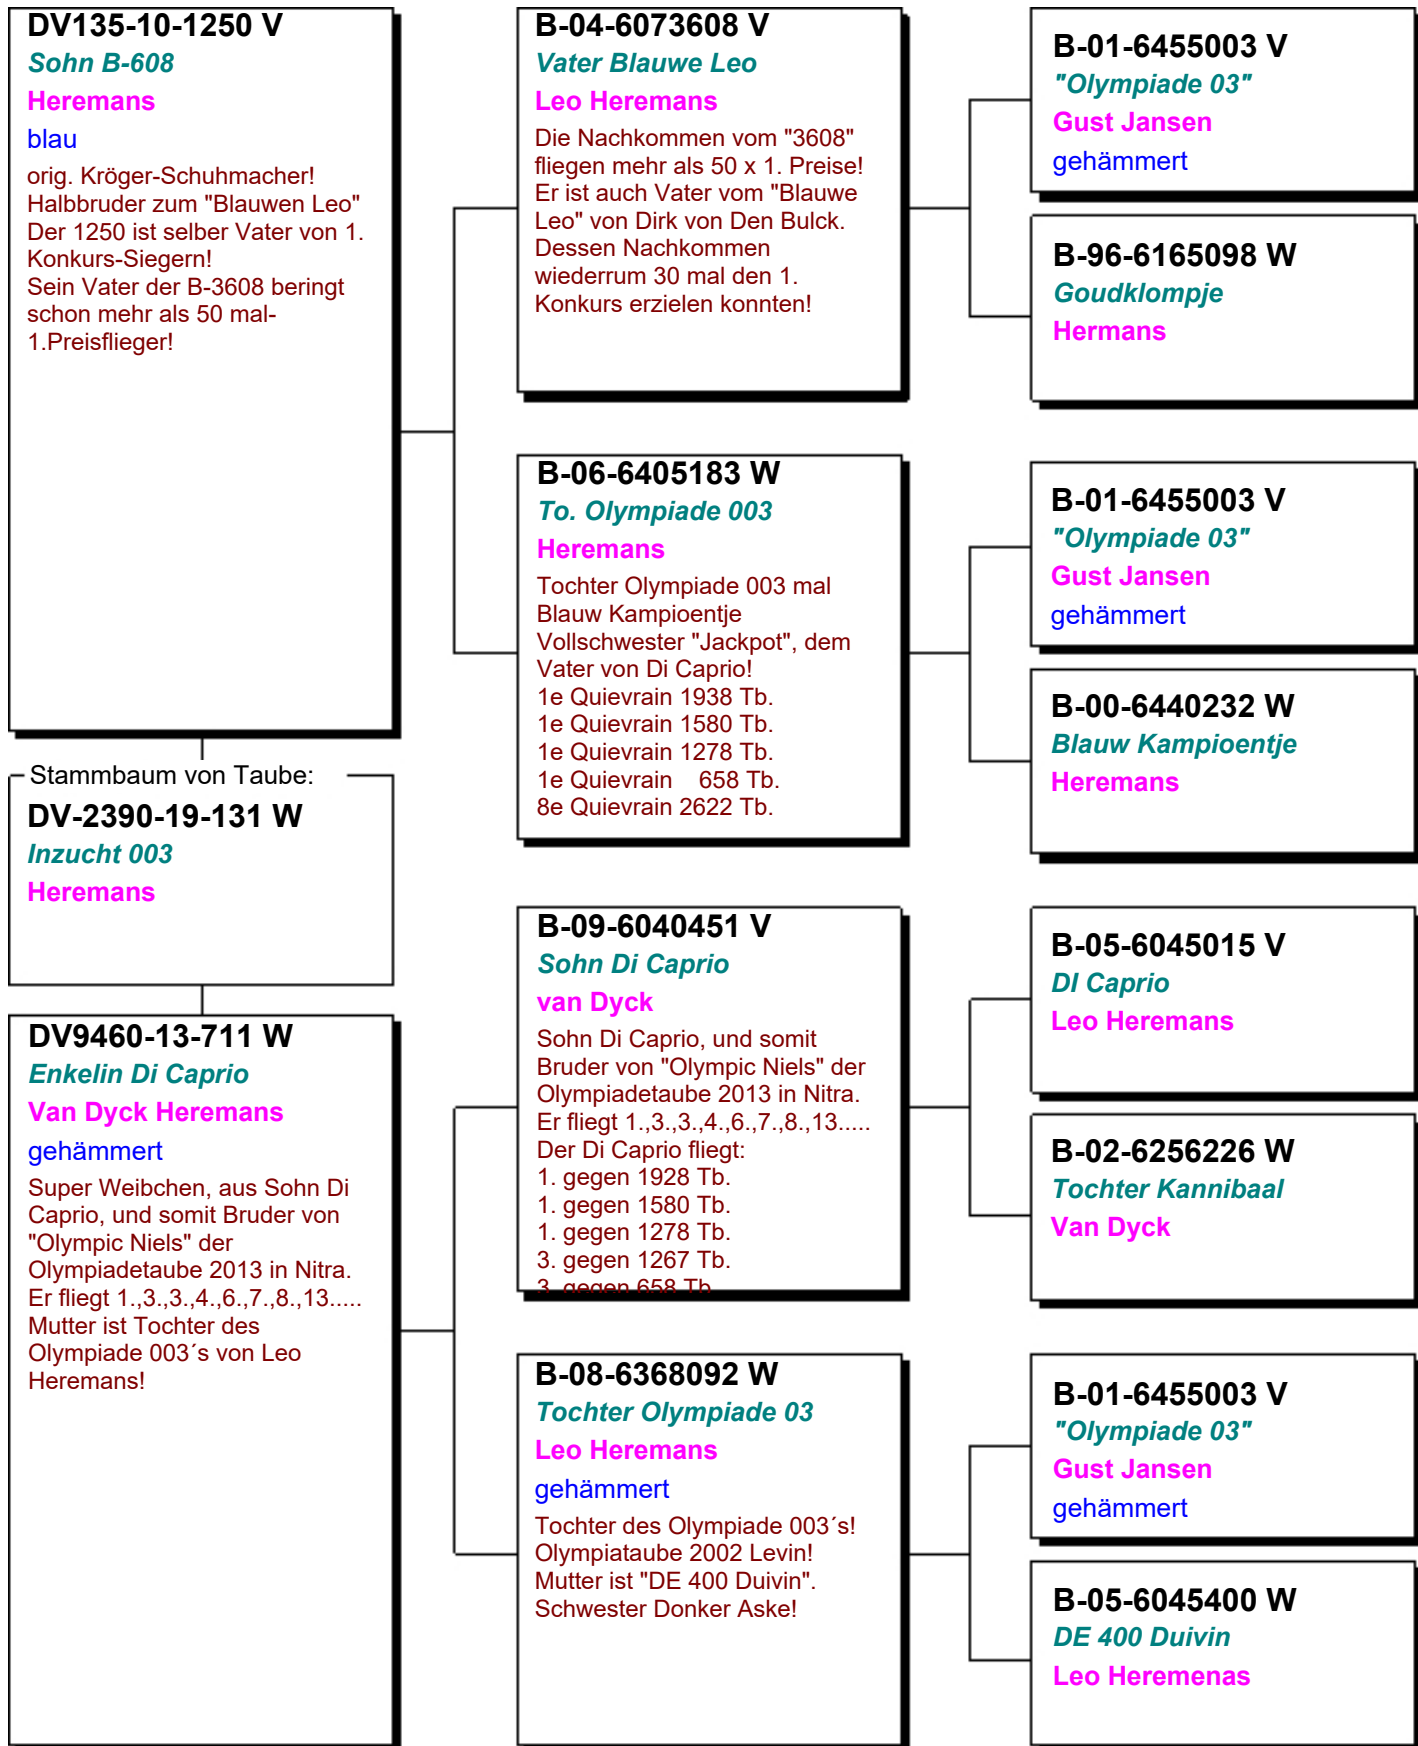 DV135-10-1250 V
Sohn B-608
Heremans
blau
orig. Kröger-Schuhmacher!
Halbbruder zum "Blauwen Leo"
Der 1250 ist selber Vater von 1.
Konkurs-Siegern!
Sein Vater der B-3608 beringt
schon mehr als 50 mal-
1.Preisflieger!
Stammbaum von Taube:
DV-2390-19-131 W
Inzucht 003
Heremans
DV9460-13-711 W
Enkelin Di Caprio
Van Dyck Heremans
gehämmert
Super Weibchen, aus Sohn Di
Caprio, und somit Bruder von
"Olympic Niels" der
Olympiadetaube 2013 in Nitra.
Er fliegt 1.,3.,3.,4.,6.,7.,8.,13.....
Mutter ist Tochter des
Olympiade 003´s von Leo
Heremans!
B-04-6073608 V
Vater Blauwe Leo
Leo Heremans
Die Nachkommen vom "3608"
fliegen mehr als 50 x 1. Preise!
Er ist auch Vater vom "Blauwe
Leo" von Dirk von Den Bulck.
Dessen Nachkommen
wiederrum 30 mal den 1.
Konkurs erzielen konnten!
B-06-6405183 W
To. Olympiade 003
Heremans
Tochter Olympiade 003 mal
Blauw Kampioentje
Vollschwester "Jackpot", dem
Vater von Di Caprio!
1e Quievrain 1938 Tb.
1e Quievrain 1580 Tb.
1e Quievrain 1278 Tb.
1e Quievrain 658 Tb.
8e Quievrain 2622 Tb.
B-09-6040451 V
Sohn Di Caprio
van Dyck
Sohn Di Caprio, und somit
Bruder von "Olympic Niels" der
Olympiadetaube 2013 in Nitra.
Er fliegt 1.,3.,3.,4.,6.,7.,8.,13.....
Der Di Caprio fliegt:
1. gegen 1928 Tb.
1. gegen 1580 Tb.
1. gegen 1278 Tb.
3. gegen 1267 Tb.
3. gegen 658 Tb
B-08-6368092 W
Tochter Olympiade 03
Leo Heremans
gehämmert
Tochter des Olympiade 003´s!
Olympiataube 2002 Levin!
Mutter ist "DE 400 Duivin".
Schwester Donker Aske!
B-01-6455003 V
"Olympiade 03"
Gust Jansen
gehämmert
B-96-6165098 W
Goudklompje
Hermans
B-01-6455003 V
"Olympiade 03"
Gust Jansen
gehämmert
B-00-6440232 W
Blauw Kampioentje
Heremans
B-05-6045015 V
DI Caprio
Leo Heremans
B-02-6256226 W
Tochter Kannibaal
Van Dyck
B-01-6455003 V
"Olympiade 03"
Gust Jansen
gehämmert
B-05-6045400 W
DE 400 Duivin
Leo Heremenas